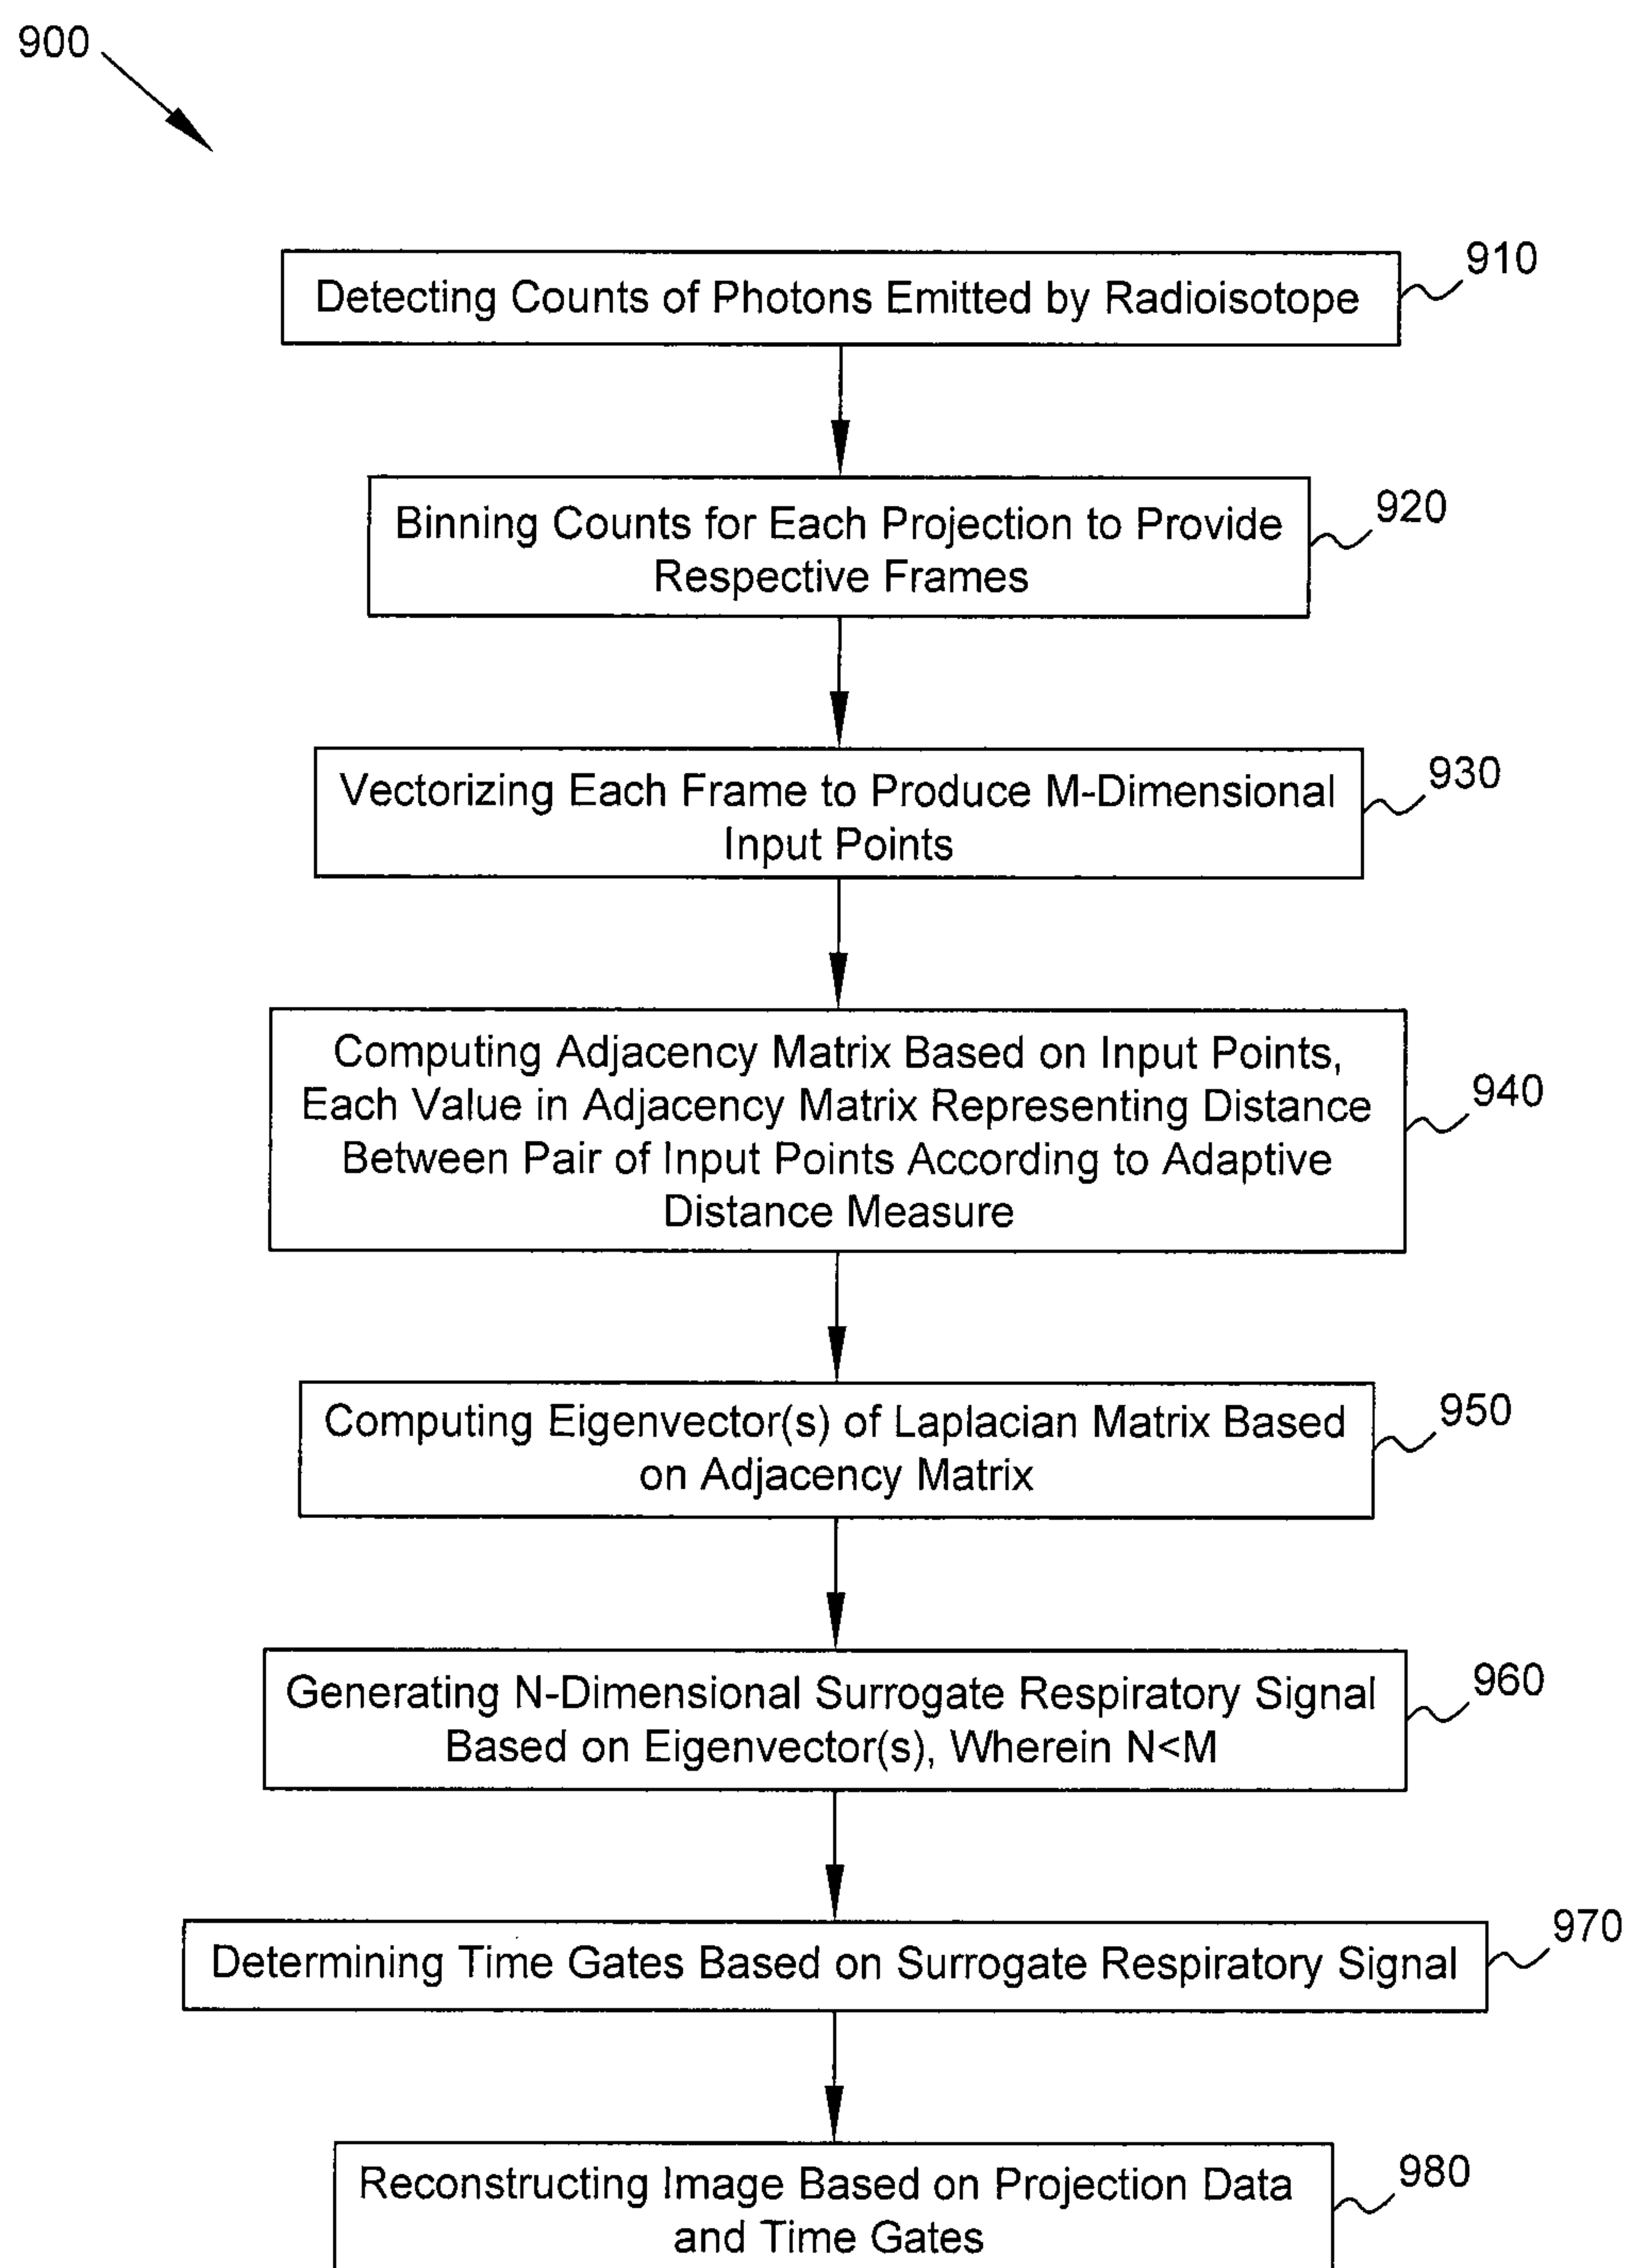 900
910
Detecting Counts of Photons Emitted by Radioisotope
920
Binning Counts for Each Projection to Provide
Respective Frames
930
Vectorizing Each Frame to Produce M-Dimensional
Input Points
940
Computing Adjacency Matrix Based on Input Points,
Each Value in Adjacency Matrix Representing Distance
Between Pair of Input Points According to Adaptive
Distance Measure
950
Computing Eigenvector(s) of Laplacian Matrix Based
on Adjacency Matrix
960
Generating N-Dimensional Surrogate Respiratory Signal
Based on Eigenvector(s), Wherein N<M
970
Determining Time Gates Based on Surrogate Respiratory Signal
980
Reconstructing Image Based on Projection Data
and Time Gates